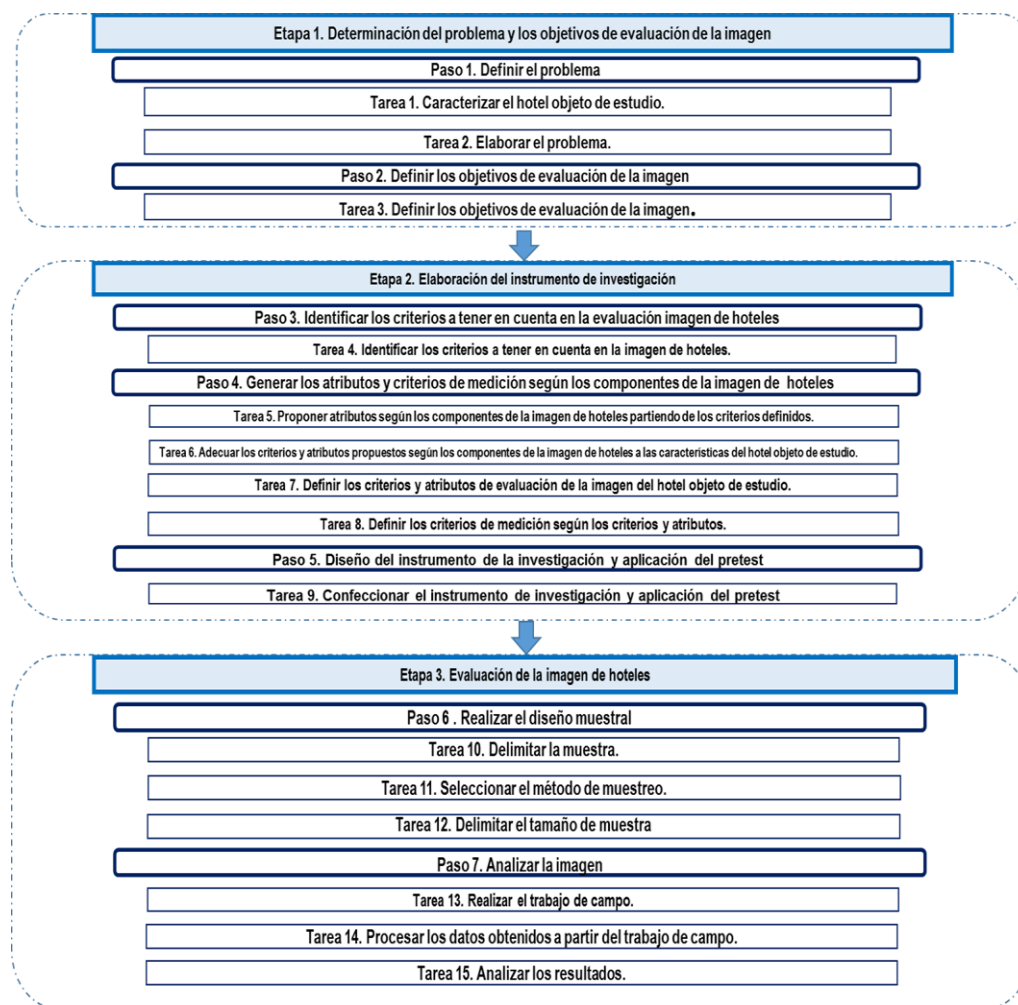 Etapa 1. Determinación del problema y los objetivos de evaluación de la imagen
Paso 1. Definir el problema
Tarea 1. Caracterizar el hotel objeto de estudio.
Tarea 2. Elaborar el problema.
Paso 2. Definir los objetivos de evaluación de la imagen
Tarea 3. Definir los objetivos de evaluación de la imagen.
Etapa 2. Elaboración del instrumento de investigación
Paso 3. Identificar los criterios a tener en cuenta en la evaluación imagen de hoteles
Tarea 4. Identificar los criterios a tener en cuenta en la imagen de hoteles.
Paso 4. Generar los atributos y criterios de medición según los componentes de la imagen de hoteles
Tarea 5. Proponer atributos según los componentes de la imagen de hoteles partiendo de los criterios definidos.
Tarea 6. Adecuar los criterios y atributos propuestos según los componentes de la imagen de hoteles a las características del hotel objeto de estudio.
Tarea 7. Definir los criterios y atributos de evaluación de la imagen del hotel objeto de estudio.
Tarea 8. Definir los criterios de medición según los criterios y atributos.
Paso 5. Diseño del instrumento de la investigación y aplicación del pretest
Tarea 9. Confeccionar el instrumento de investigación y aplicación del pretest
Etapa 3. Evaluación de la imagen de hoteles
Paso 6 . Realizar el diseño muestral
Tarea 10. Delimitar la muestra.
Tarea 11. Seleccionar el método de muestreo.
Tarea 12. Delimitar el tamaño de muestra
Paso 7. Analizar la imagen
Tarea 13. Realizar el trabajo de campo.
Tarea 14. Procesar los datos obtenidos a partir del trabajo de campo.
Tarea 15. Analizar los resultados.